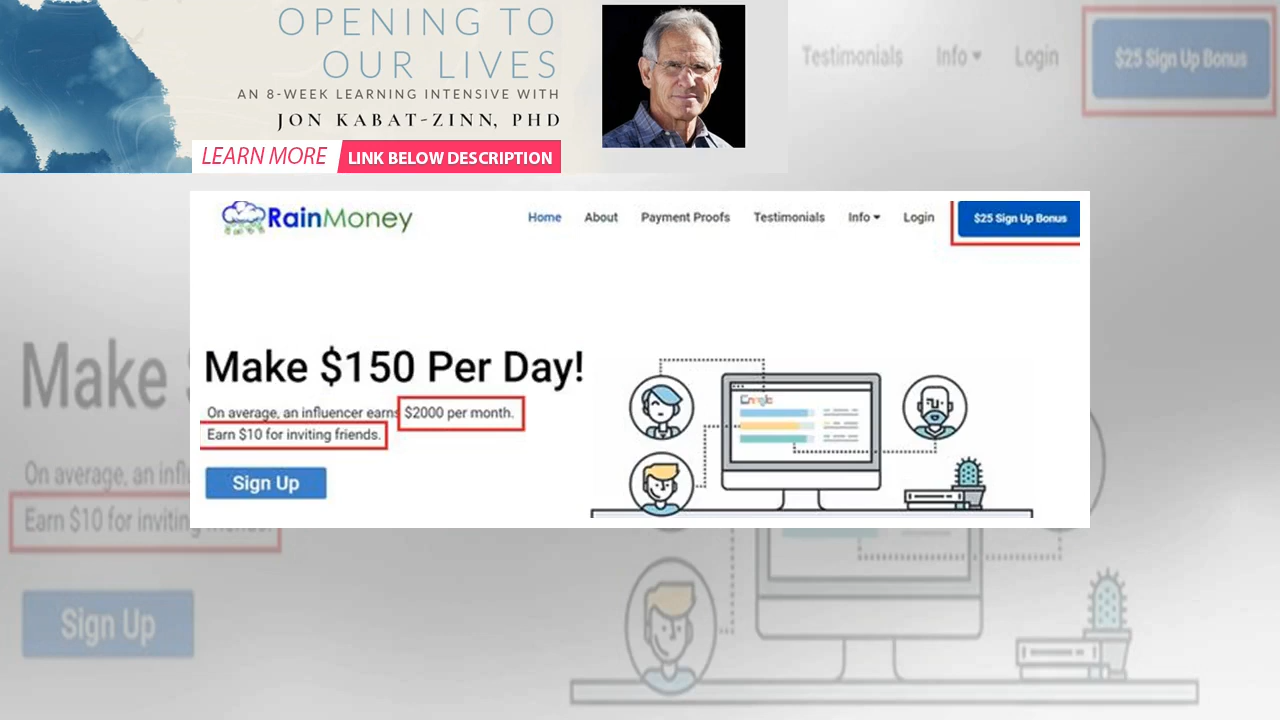 OPENING TO
OUR LIVES
AN 8-WEEK LEARNING INTENSIVE WITH
JON KABAT-ZINN, PHD
LEARN MORE LINK BELOW DESCRIPTION
Testimonials Info Login $25 Sign Up Bonus
RainMoney Home About Payment Proofs Testimonials Info Login $25 Sign Up Bonus
Make $150 Per Day!
On average, an influencer earns $2000 per month.
Earn $10 for inviting friends.
Sign Up
Google
Make
On average, an infl
Earn $10 for inviting friends.
Sign Up